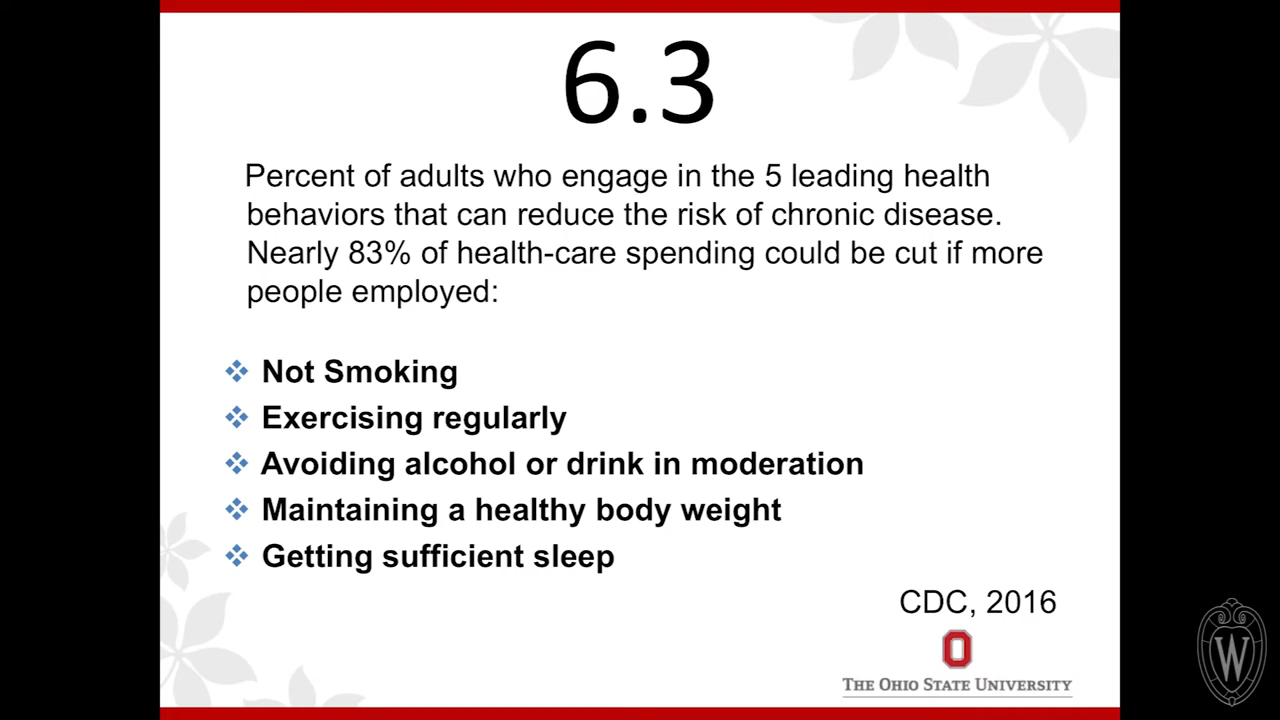 6.3
Percent of adults who engage in the 5 leading health
behaviors that can reduce the risk of chronic disease.
Nearly 83% of health-care spending could be cut if more
people employed:
Not Smoking
Exercising regularly
Avoiding alcohol or drink in moderation
Maintaining a healthy body weight
Getting sufficient sleep
CDC, 2016
O
THE OHIO STATE UNIVERSITY
W